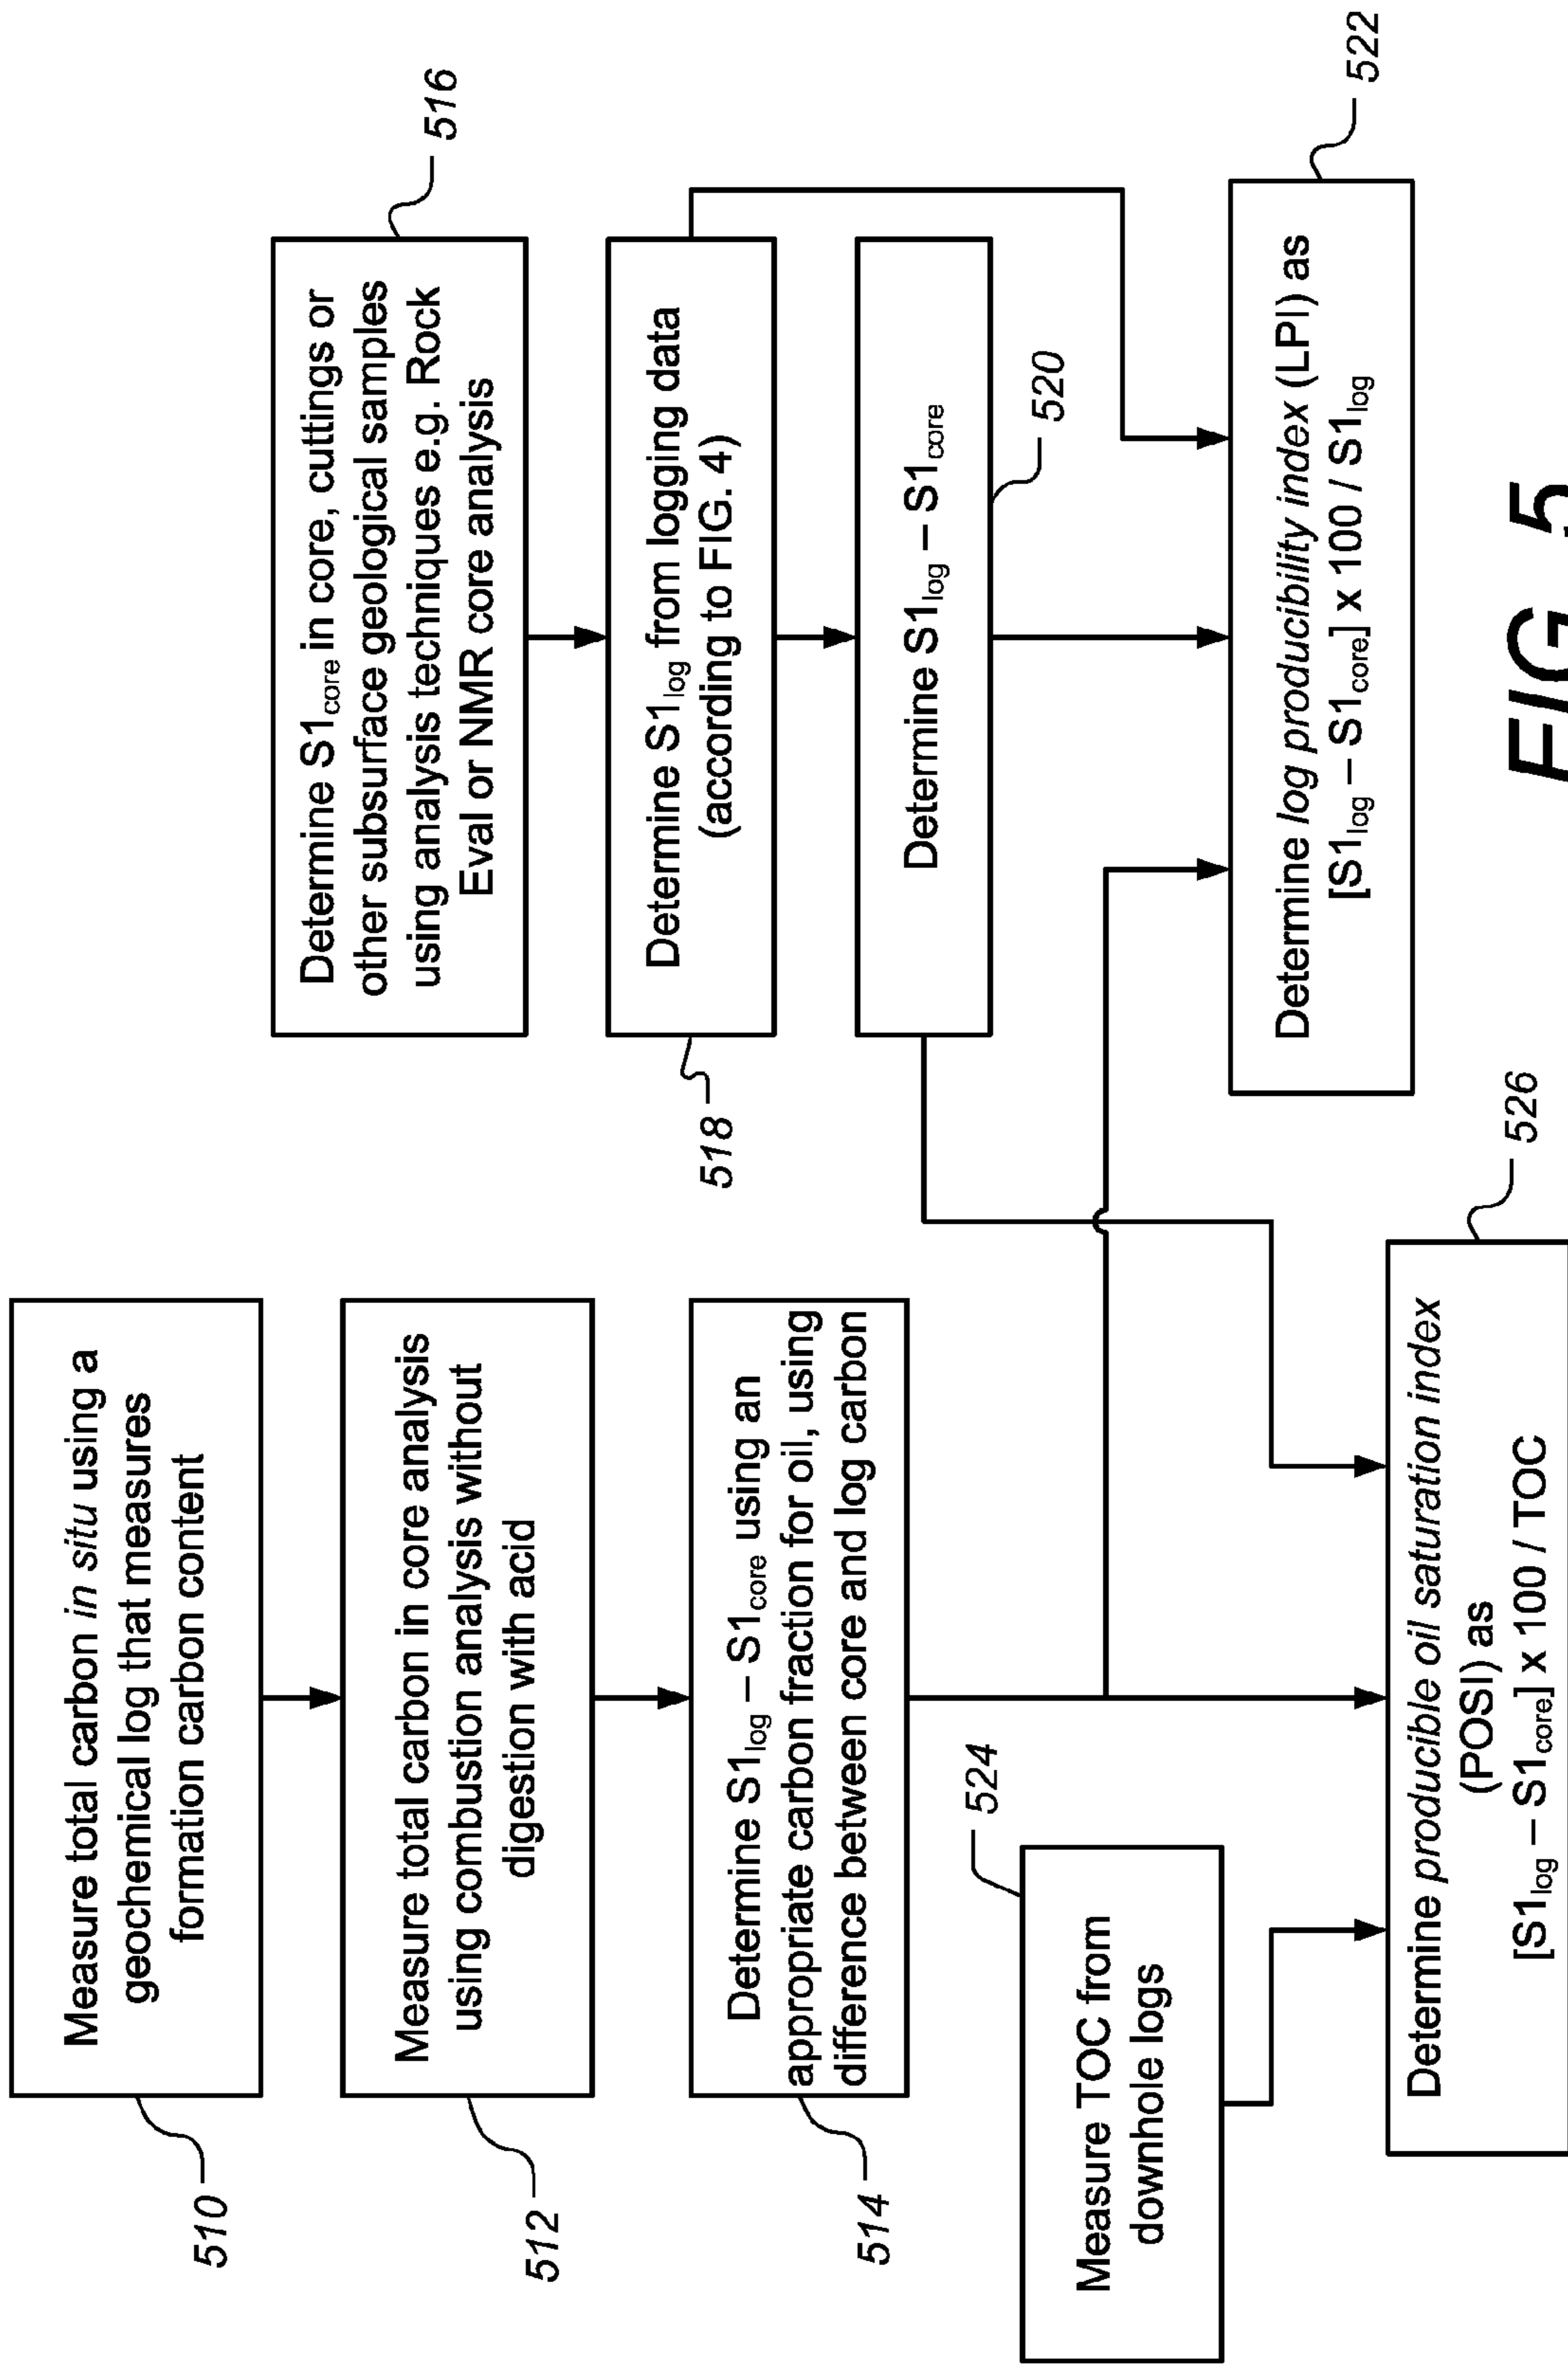 510
Measure total carbon in situ using a
geochemical log that measures
formation carbon content
512
Measure total carbon in core analysis
using combustion analysis without
digestion with acid
514
Determine S1log – S1core using an
appropriate carbon fraction for oil, using
difference between core and log carbon
516
Determine S1core in core, cuttings or
other subsurface geological samples
using analysis techniques e.g. Rock
Eval or NMR core analysis
518
Determine S1log from logging data
(according to FIG. 4)
520
Determine S1log – S1core
522
Determine log producibility index (LPI) as
[S1log – S1core] x 100 / S1log
524
Measure TOC from
downhole logs
526
Determine producible oil saturation index
(POSI) as
[S1log – S1core] x 100 / TOC
FIG. 5